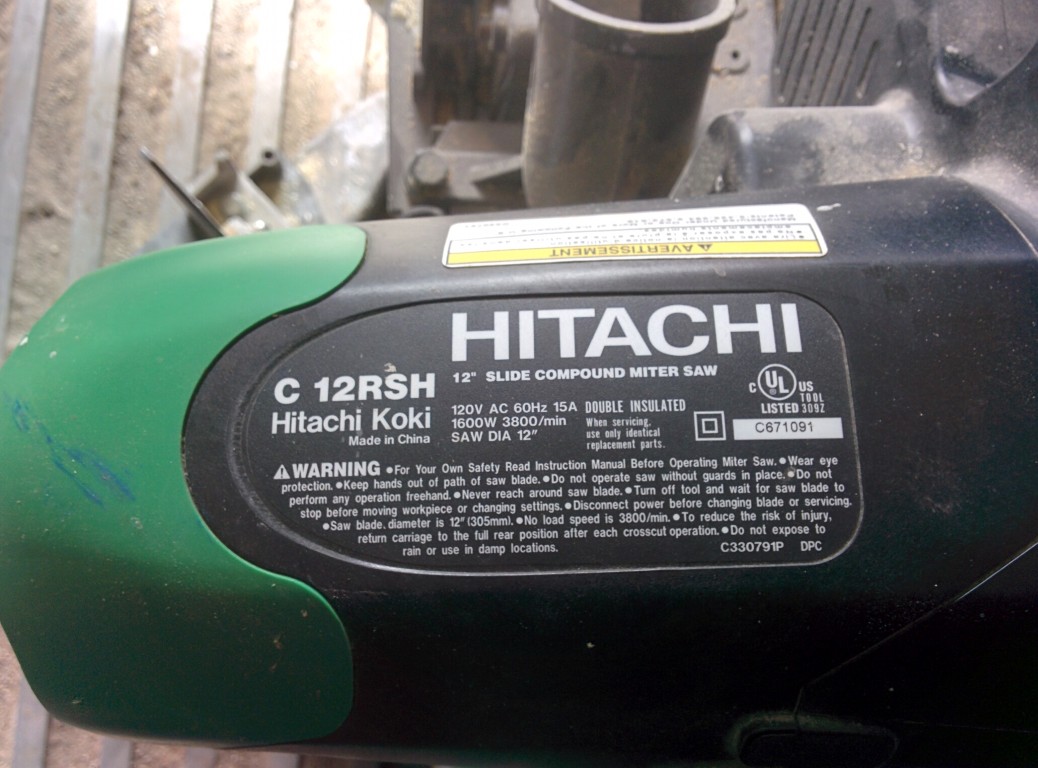 AVERTISSEMENT
HITACHI
C 12RSH
12" SLIDE COMPOUND MITER SAW
Hitachi Koki
Made in China
120V AC 60Hz 15A
1600W 3800/min
SAW DIA 12"
DOUBLE INSULATED
When servicing,
use only identical
replacement parts.
C UL US
TOOL
LISTED 309Z
C671091
WARNING •For Your Own Safety Read Instruction Manual Before Operating Miter Saw. •Wear eye
protection. •Keep hands out of path of saw blade. •Do not operate saw without guards in place. •Do not
perform any operation freehand. •Never reach around saw blade. •Turn off tool and wait for saw blade to
stop before moving workpiece or changing settings. •Disconnect power before changing blade or servicing.
•Saw blade. diameter is 12"(305mm). •No load speed is 3800/min. •To reduce the risk of injury,
return carriage to the full rear position after each crosscut operation. •Do not expose to
rain or use in damp locations.
C330791P DPC